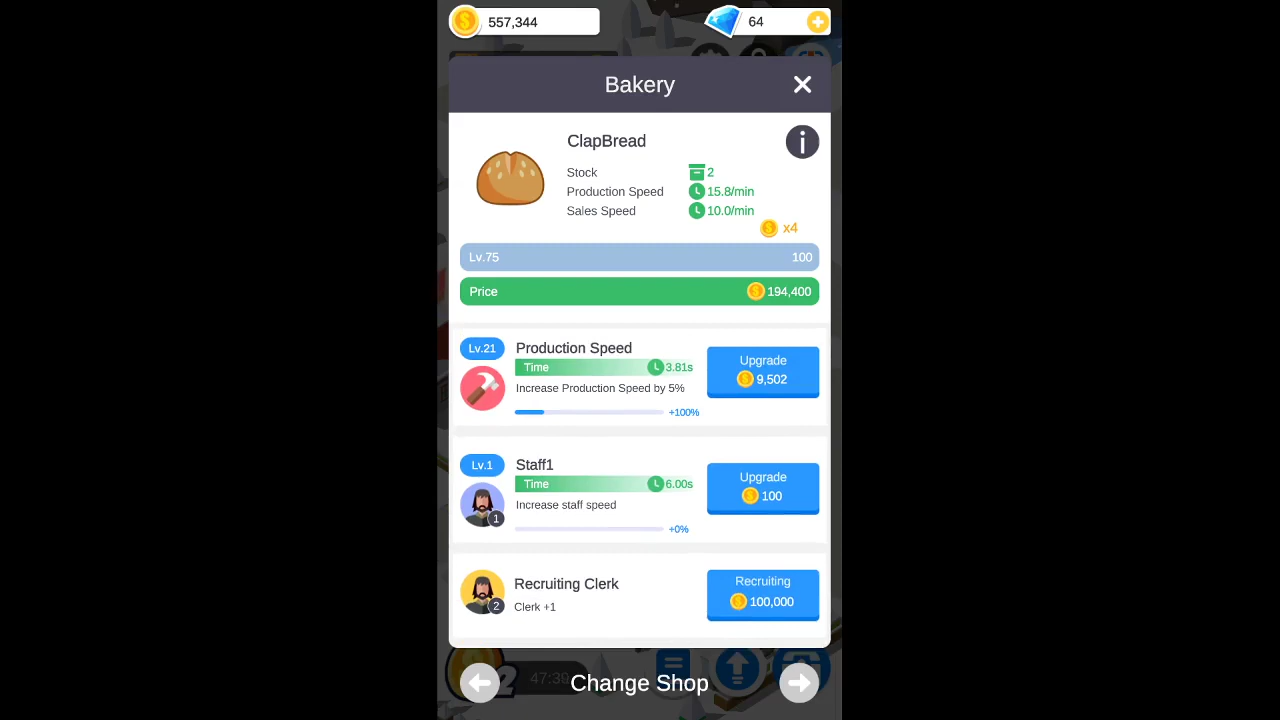 557,344
64
Bakery
ClapBread
Stock 2
Production Speed 15.8/min
Sales Speed 10.0/min
x4
Lv.75 100
Price 194,400
Lv.21 Production Speed
Time 3.81s
Increase Production Speed by 5%
+100%
Upgrade
9,502
Lv.1 Staff1
Time 6.00s
Increase staff speed
1
+0%
Upgrade
100
Recruiting Clerk
2
Clerk +1
Recruiting
100,000
2
Change Shop